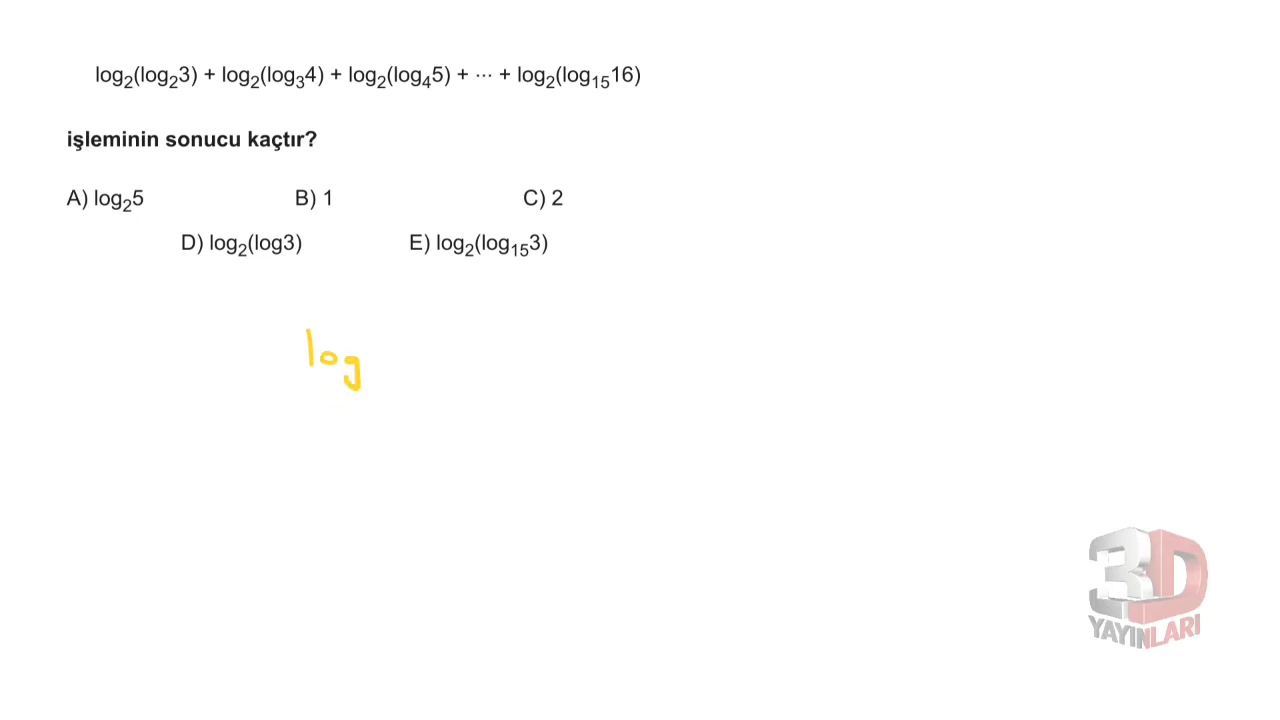 log₂(log₂3) + log₂(log₃4) + log₂(log₄5) + ··· + log₂(log₁₅16)
işleminin sonucu kaçtır?
A) log₂5 B) 1 C) 2
D) log₂(log3) E) log₂(log₁₅3)
log
3D
YAYINLARI